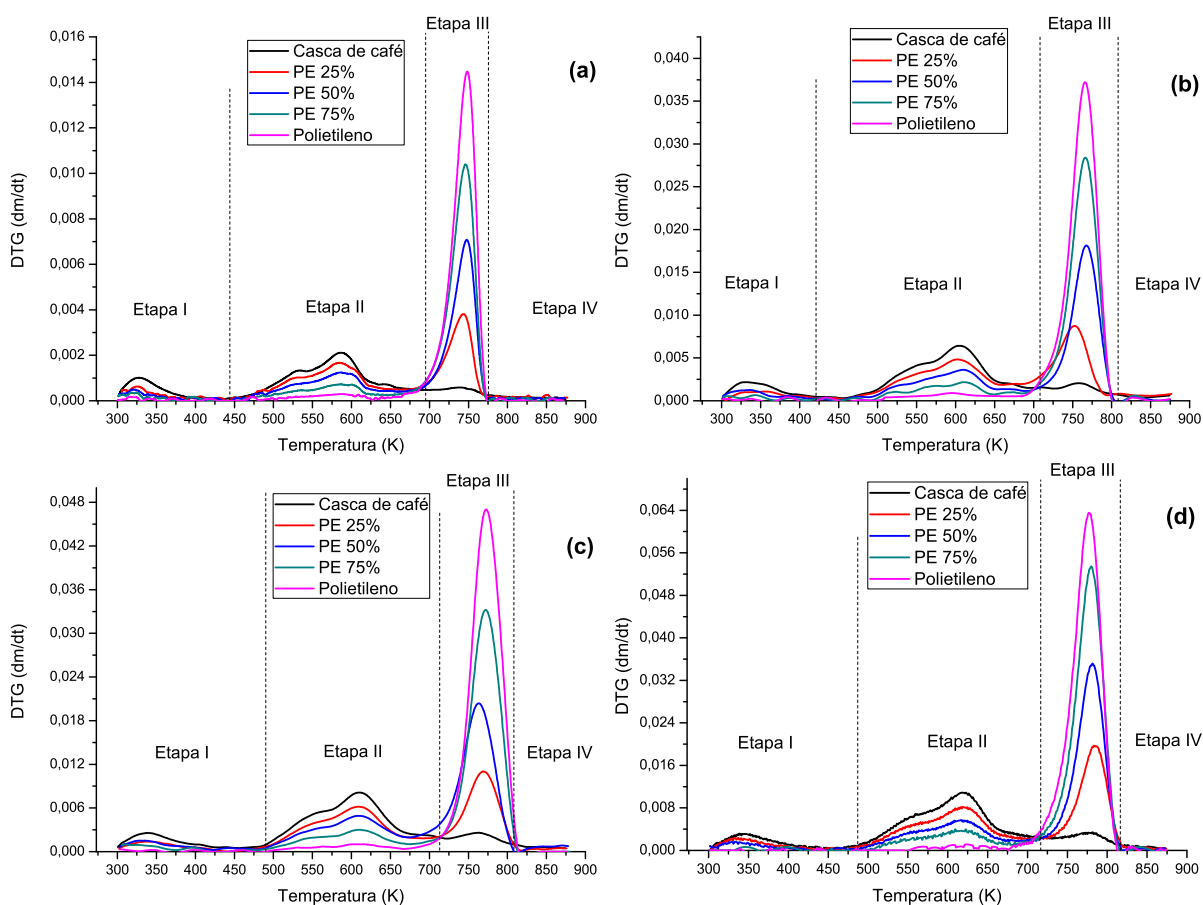 Etapa III
0,016
0,014
0,012
0,010
0,008
0,006
0,004
0,002
0,000
DTG (dm/dt)
Casca de café
PE 25%
PE 50%
PE 75%
Polietileno
(a)
Etapa I
Etapa II
Etapa IV
300 350 400 450 500 550 600 650 700 750 800 850 900
Temperatura (K)
Etapa III
0,040
0,035
0,030
0,025
0,020
0,015
0,010
0,005
0,000
DTG (dm/dt)
Casca de café
PE 25%
PE 50%
PE 75%
Polietileno
(b)
Etapa I
Etapa II
Etapa IV
300 350 400 450 500 550 600 650 700 750 800 850 900
Temperatura (K)
Etapa III
0,048
0,042
0,036
0,030
0,024
0,018
0,012
0,006
0,000
DTG (dm/dt)
Casca de café
PE 25%
PE 50%
PE 75%
Polietileno
(c)
Etapa I
Etapa II
Etapa IV
300 350 400 450 500 550 600 650 700 750 800 850 900
Temperatura (K)
Etapa III
0,064
0,056
0,048
0,040
0,032
0,024
0,016
0,008
0,000
DTG (dm/dt)
Casca de café
PE 25%
PE 50%
PE 75%
Polietileno
(d)
Etapa I
Etapa II
Etapa IV
300 350 400 450 500 550 600 650 700 750 800 850 900
Temperatura (K)